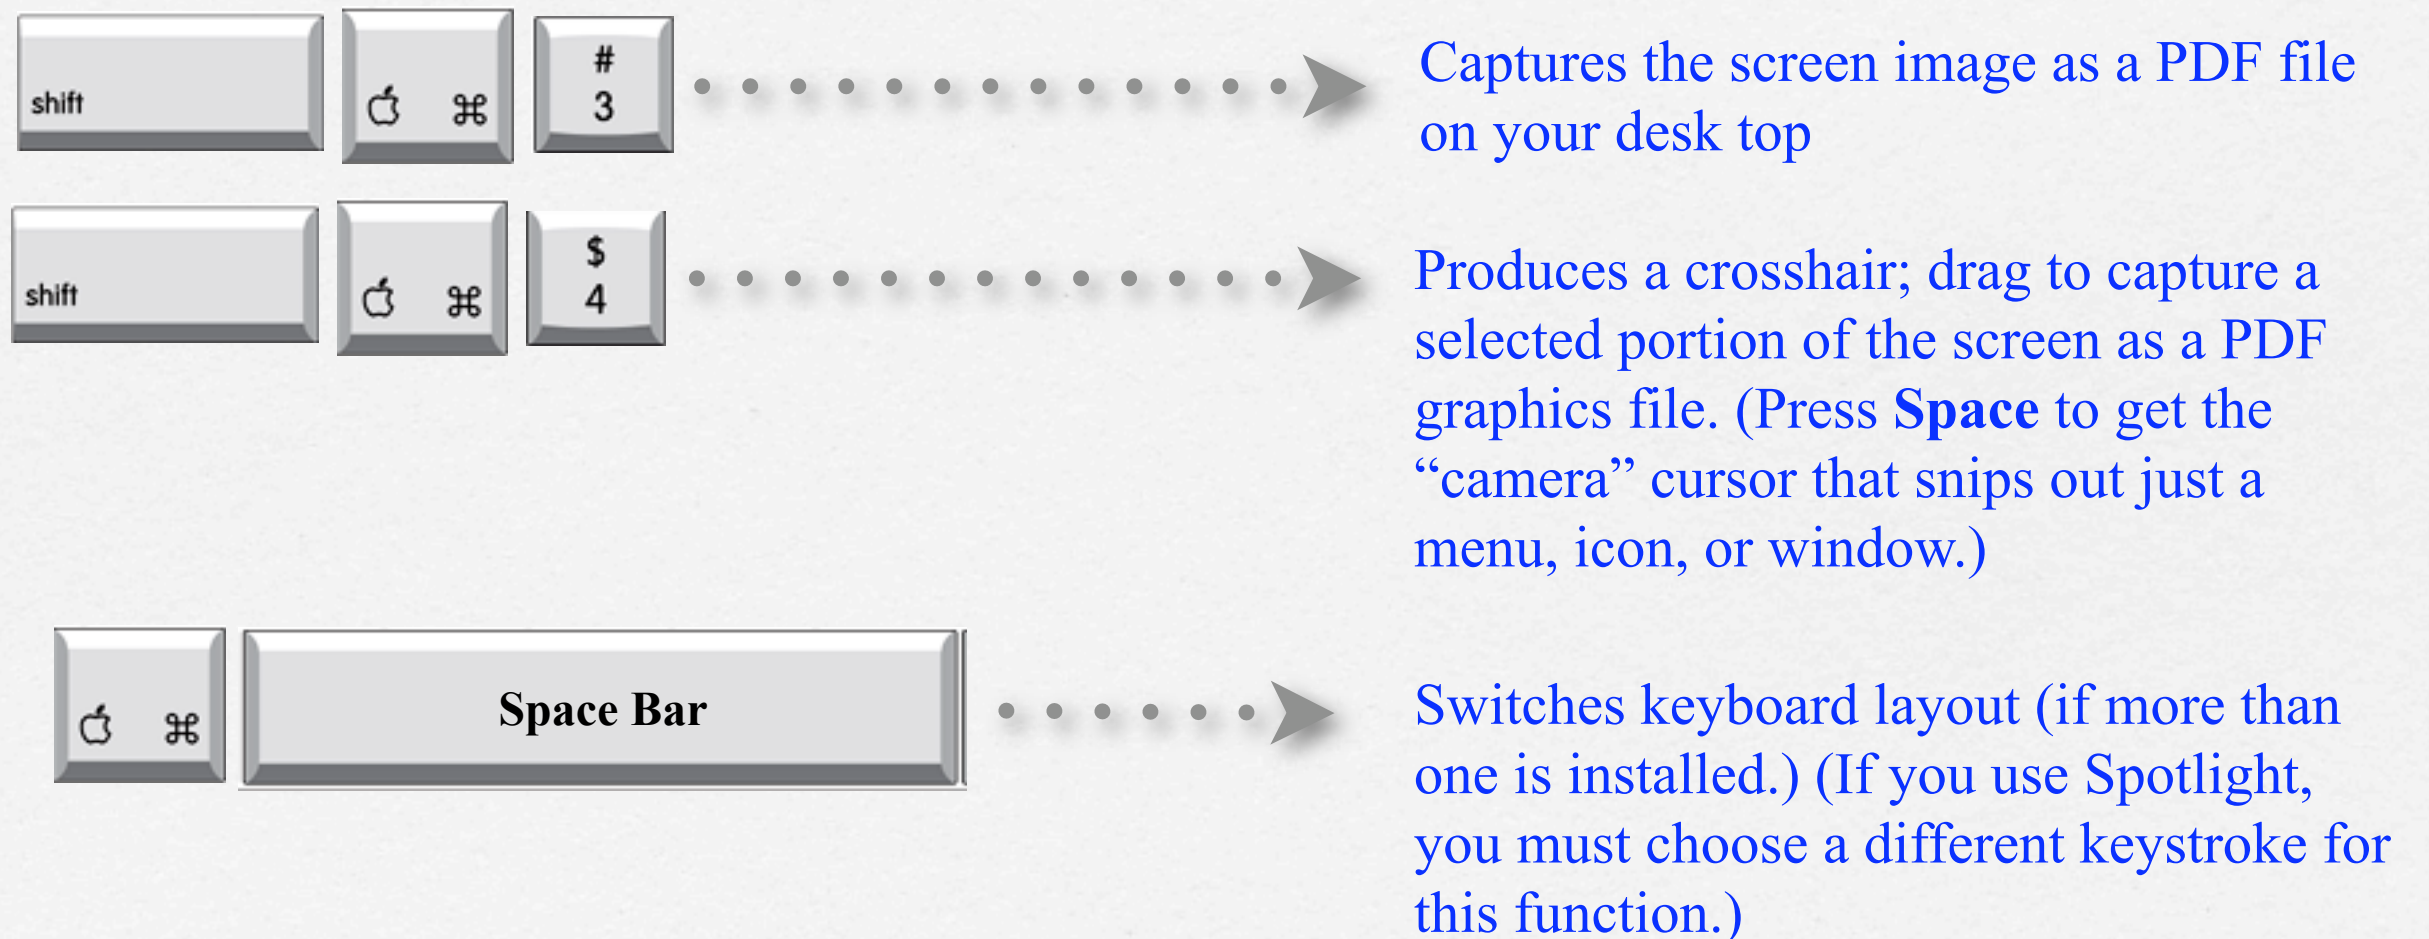 shift ⌘ # 3
Captures the screen image as a PDF file
on your desk top
shift ⌘ $ 4
Produces a crosshair; drag to capture a
selected portion of the screen as a PDF
graphics file. (Press Space to get the
“camera” cursor that snips out just a
menu, icon, or window.)
⌘ Space Bar
Switches keyboard layout (if more than
one is installed.) (If you use Spotlight,
you must choose a different keystroke for
this function.)